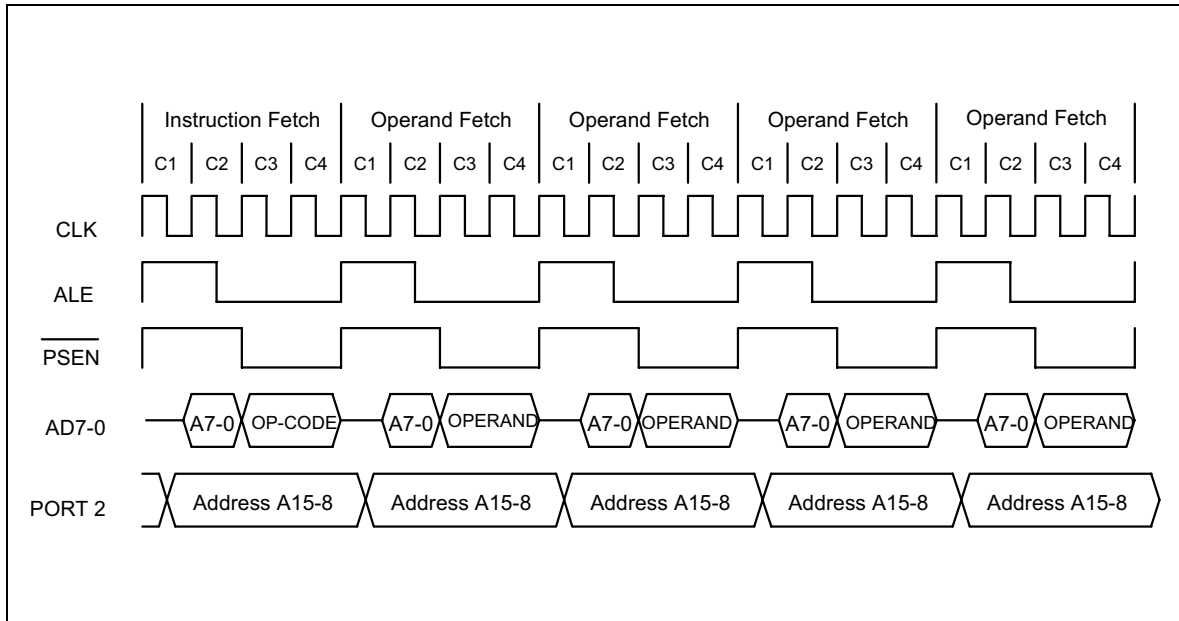 Instruction Fetch Operand Fetch Operand Fetch Operand Fetch Operand Fetch
C1 C2 C3 C4 C1 C2 C3 C4 C1 C2 C3 C4 C1 C2 C3 C4 C1 C2 C3 C4
CLK
ALE
PSEN
AD7-0 A7-0 OP-CODE A7-0 OPERAND A7-0 OPERAND A7-0 OPERAND A7-0 OPERAND
PORT 2 Address A15-8 Address A15-8 Address A15-8 Address A15-8 Address A15-8